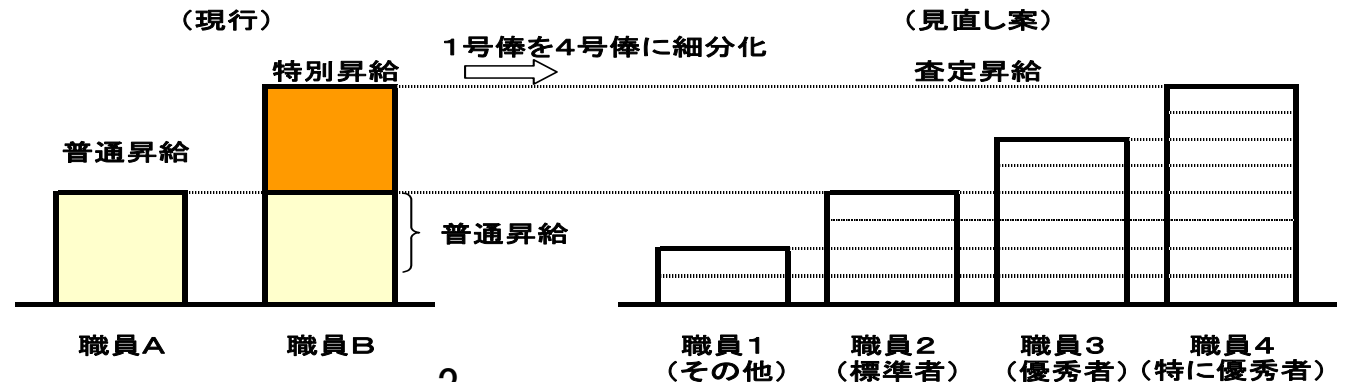 （現行）
（見直し案）
1号俸を4号俸に細分化
特別昇給
査定昇給
普通昇給
普通昇給
職員A
職員B
職員1
（その他）
職員2
（標準者）
職員3
（優秀者）
職員4
（特に優秀者）